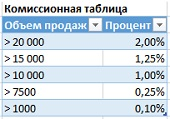 Комиссионная таблица
Объем продаж Процент
> 20 000 2,00%
> 15 000 1,25%
> 10 000 1,00%
> 7500 0,25%
> 1000 0,10%